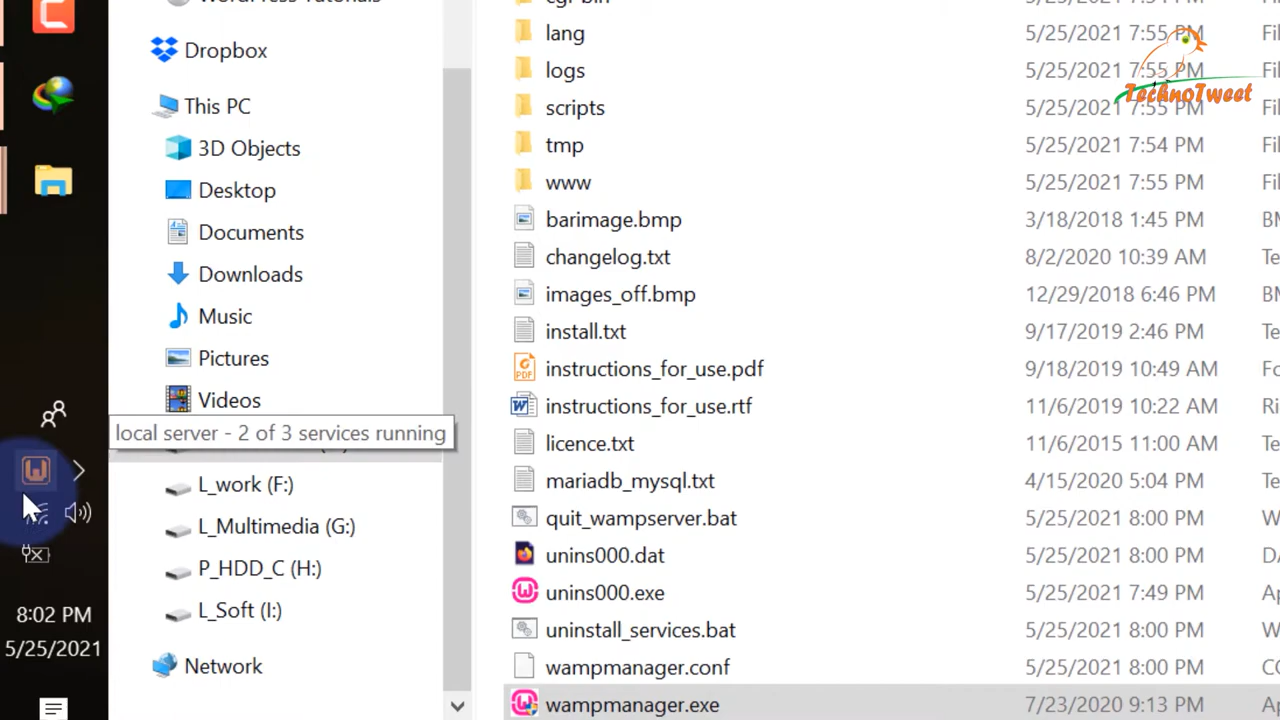 WordPress Tutorials
Dropbox
This PC
3D Objects
Desktop
Documents
Downloads
Music
Pictures
Videos
local server - 2 of 3 services running
L_work (F:)
L_Multimedia (G:)
P_HDD_C (H:)
L_Soft (I:)
Network
8:02 PM
5/25/2021
cgi-bin
lang 5/25/2021 7:55 PM
logs 5/25/2021 7:55 PM
scripts 5/25/2021 7:55 PM
tmp 5/25/2021 7:54 PM
www 5/25/2021 7:55 PM
barimage.bmp 3/18/2018 1:45 PM
changelog.txt 8/2/2020 10:39 AM
images_off.bmp 12/29/2018 6:46 PM
install.txt 9/17/2019 2:46 PM
instructions_for_use.pdf 9/18/2019 10:49 AM
instructions_for_use.rtf 11/6/2019 10:22 AM
licence.txt 11/6/2015 11:00 AM
mariadb_mysql.txt 4/15/2020 5:04 PM
quit_wampserver.bat 5/25/2021 8:00 PM
unins000.dat 5/25/2021 8:00 PM
unins000.exe 5/25/2021 7:49 PM
uninstall_services.bat 5/25/2021 8:00 PM
wampmanager.conf 5/25/2021 8:00 PM
wampmanager.exe 7/23/2020 9:13 PM
TechnoTweet